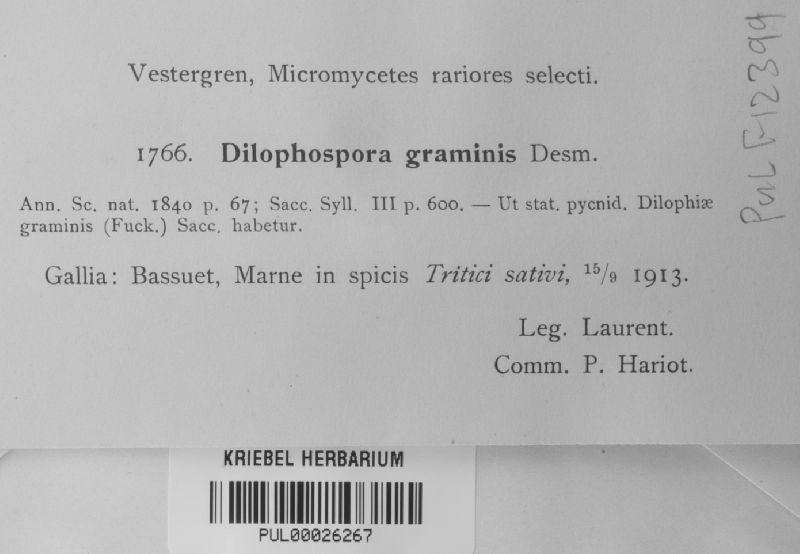 Vestergren, Micromycetes rariores selecti.
1766. Dilophospora graminis Desm.
Ann. Sc. nat. 1840 p. 67; Sacc. Syll. III p. 600. — Ut stat. pycnid. Dilophiæ
graminis (Fuck.) Sacc. habetur.
Gallia: Bassuet, Marne in spicis Tritici sativi, 15/9 1913.
Leg. Laurent.
Comm. P. Hariot.
PUL F12399
KRIEBEL HERBARIUM
PUL00026267